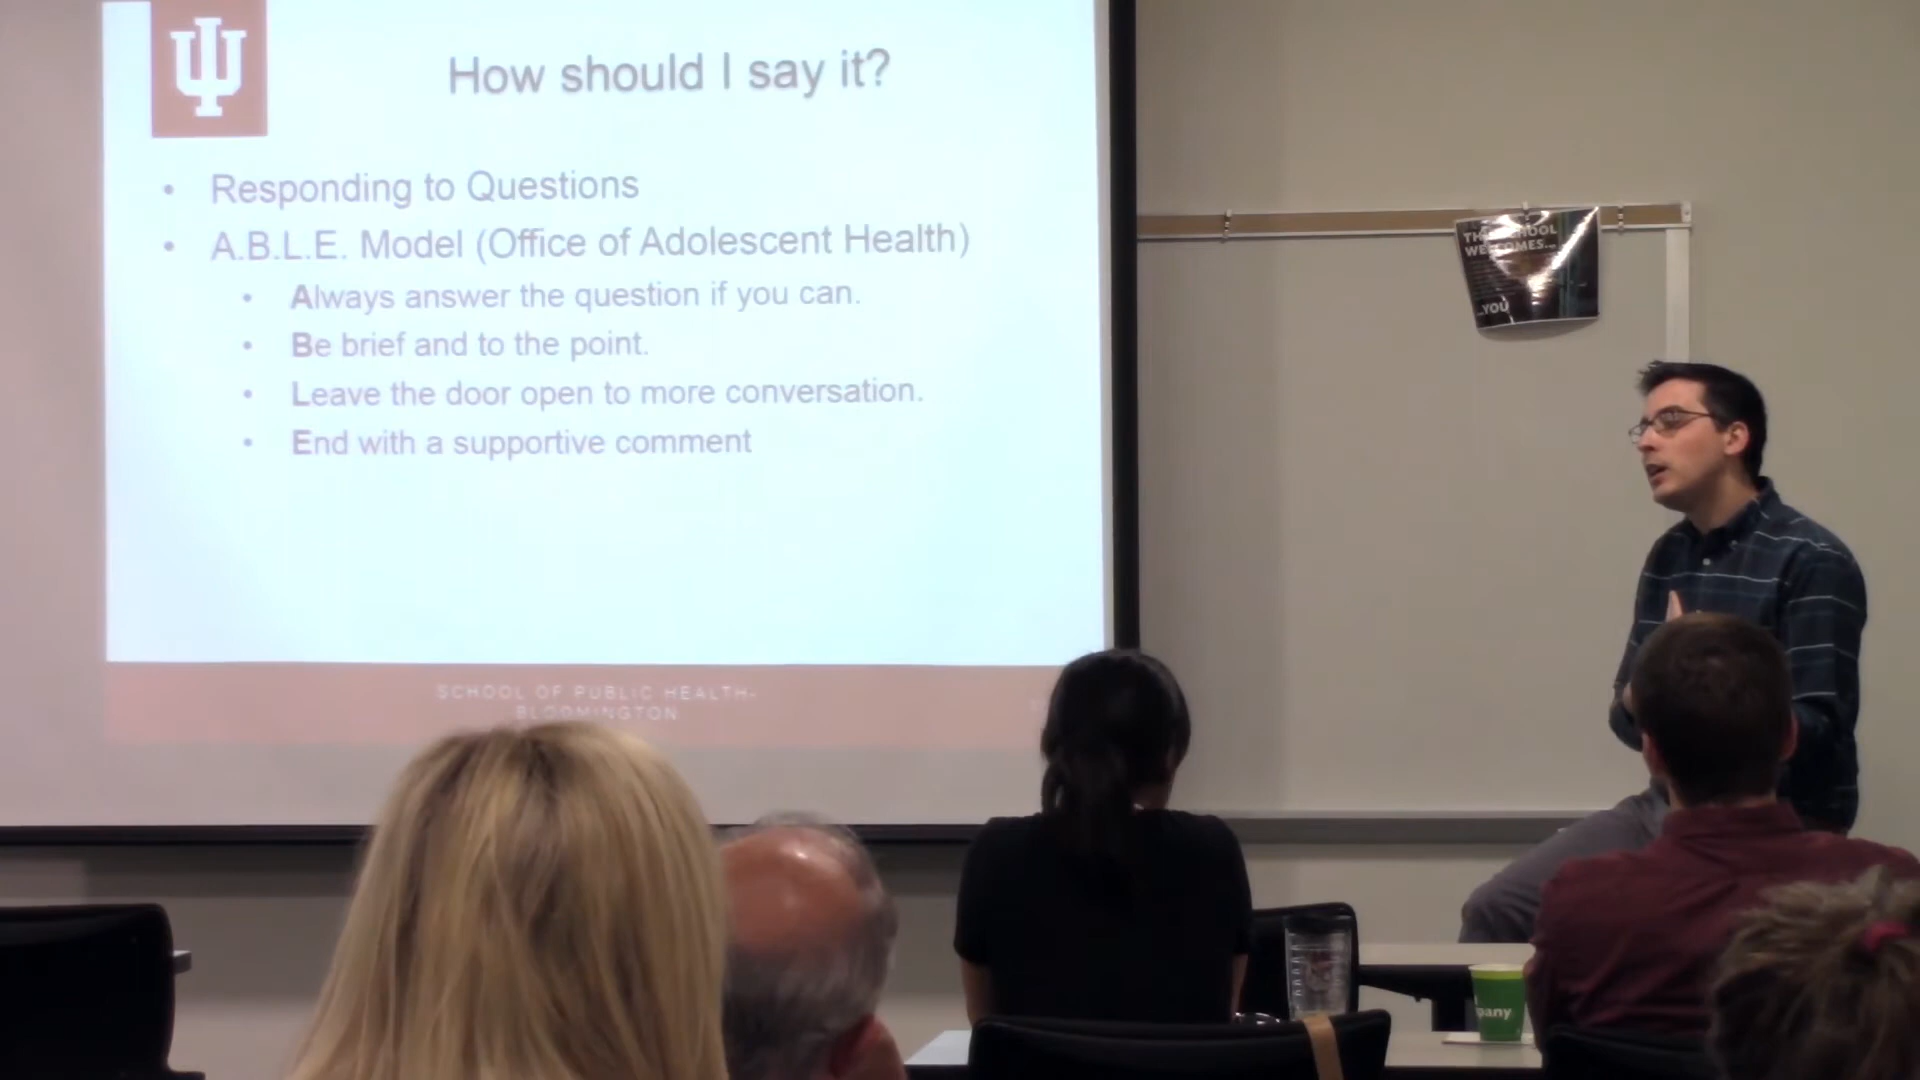 How should I say it?
• Responding to Questions
• A.B.L.E. Model (Office of Adolescent Health)
• Always answer the question if you can.
• Be brief and to the point.
• Leave the door open to more conversation.
• End with a supportive comment
SCHOOL OF PUBLIC HEALTH-
BLOOMINGTON
SCHOOL
WELCOMES...
...YOU
pany